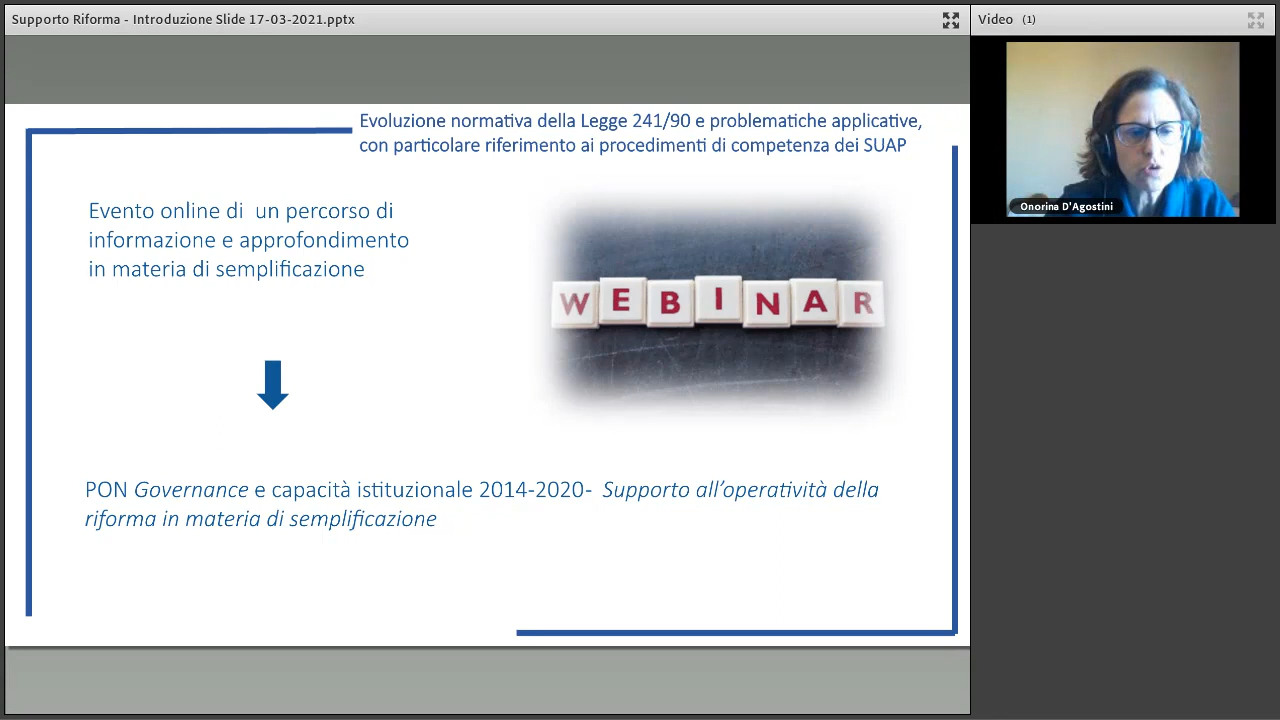 Supporto Riforma - Introduzione Slide 17-03-2021.pptx
Video (1)
Evoluzione normativa della Legge 241/90 e problematiche applicative,
con particolare riferimento ai procedimenti di competenza dei SUAP
Evento online di un percorso di
informazione e approfondimento
in materia di semplificazione
WEBINAR
PON Governance e capacità istituzionale 2014-2020- Supporto all’operatività della
riforma in materia di semplificazione
Onorina D'Agostini